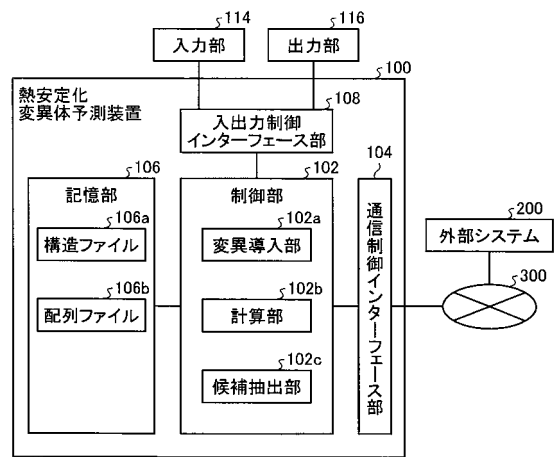 114
入力部
116
出力部
100
熱安定化
変異体予測装置
108
入出力制御
インターフェース部
106
記憶部
106a
構造ファイル
106b
配列ファイル
102
制御部
102a
変異導入部
102b
計算部
102c
候補抽出部
104
通信制御インターフェース部
200
外部システム
300